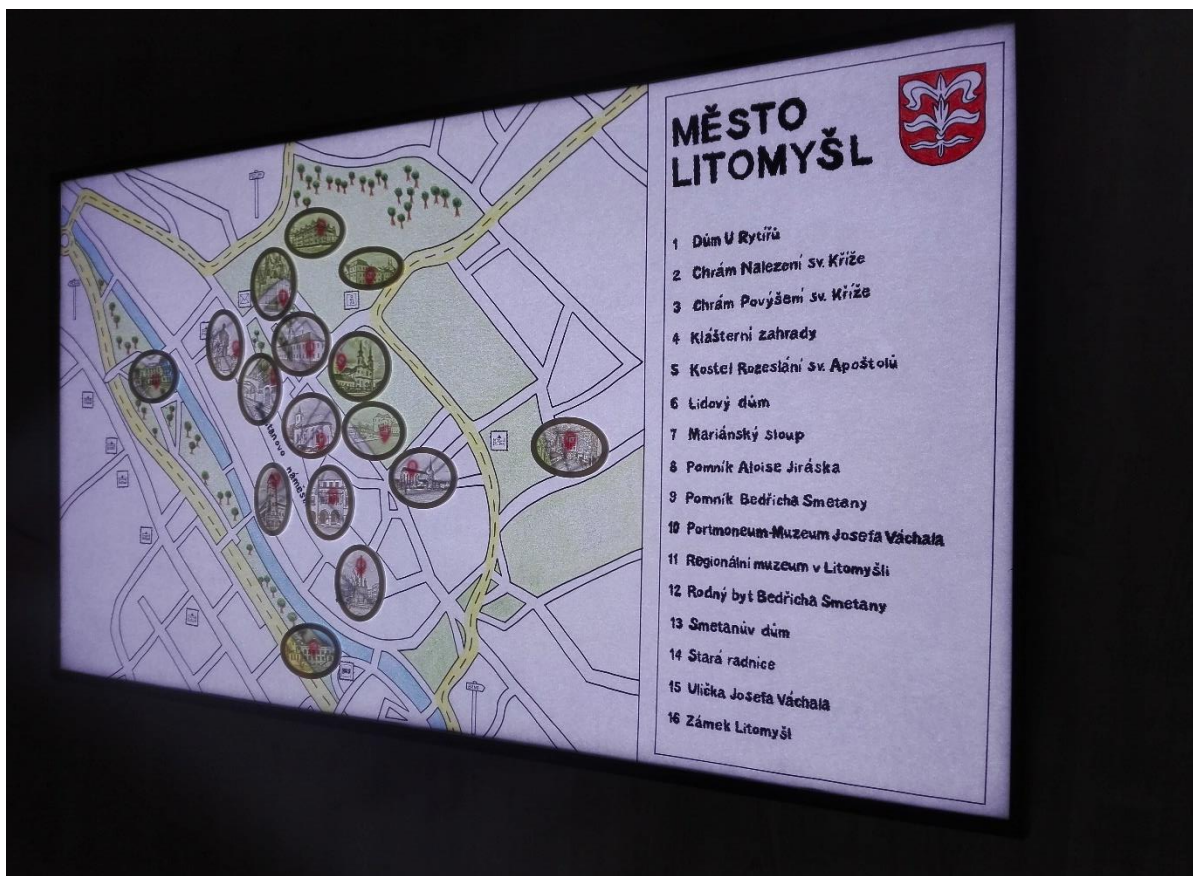 MĚSTO
LITOMYŠL
1 Dům U Rytířů
2 Chrám Nalezení sv. Kříže
3 Chrám Povýšení sv. Kříže
4 Klášterní zahrady
5 Kostel Rozeslání sv. Apoštolů
6 Lidový dům
7 Mariánský sloup
8 Pomník Aloise Jiráska
9 Pomník Bedřicha Smetany
10 Portmoneum-Muzeum Josefa Váchala
11 Regionální muzeum v Litomyšli
12 Rodný byt Bedřicha Smetany
13 Smetanův dům
14 Stará radnice
15 Ulička Josefa Váchala
16 Zámek Litomyšl